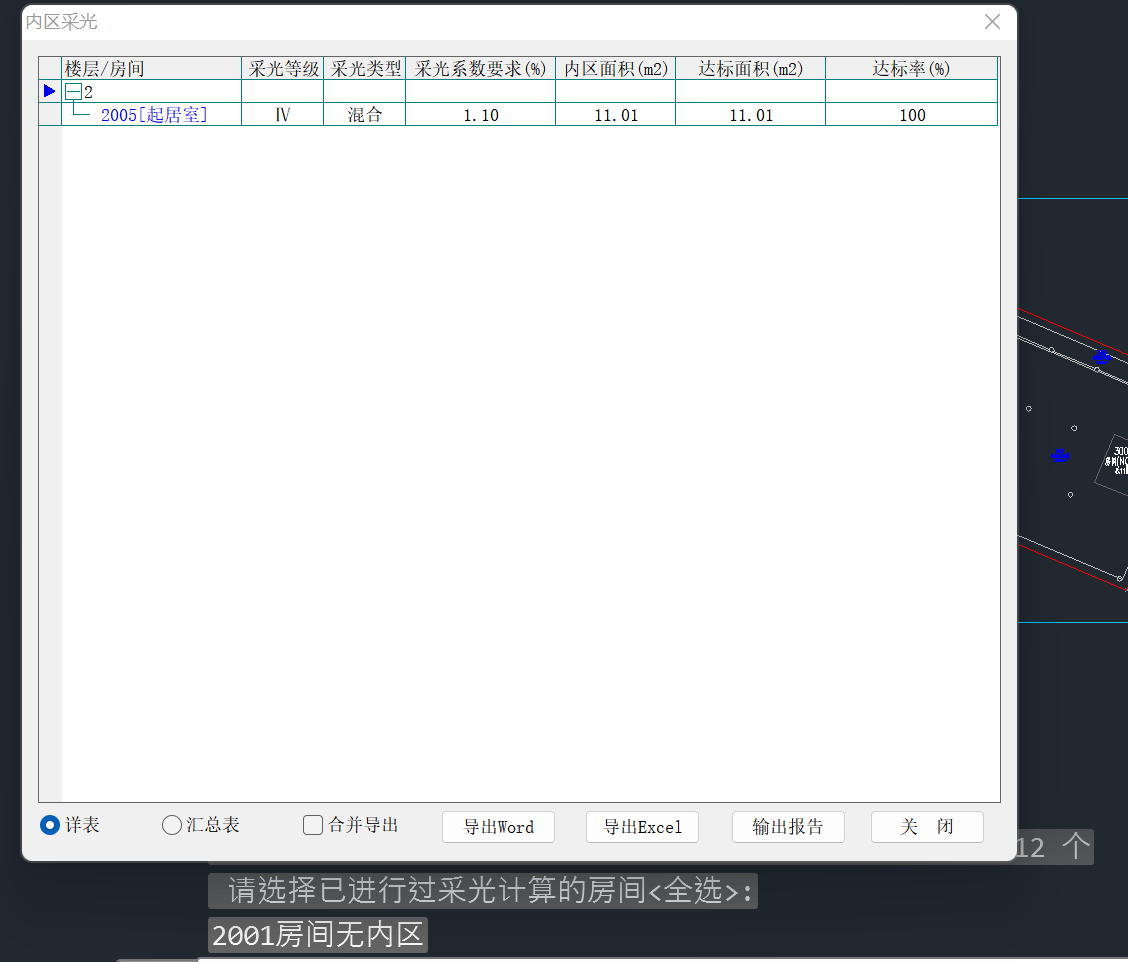 内区采光
楼层/房间 采光等级 采光类型 采光系数要求(%) 内区面积(m2) 达标面积(m2) 达标率(%)
2
2005[起居室] Ⅳ 混合 1.10 11.01 11.01 100
300
详表 汇总表 合并导出 导出Word 导出Excel 输出报告 关 闭
12 个
请选择已进行过采光计算的房间<全选>:
2001房间无内区